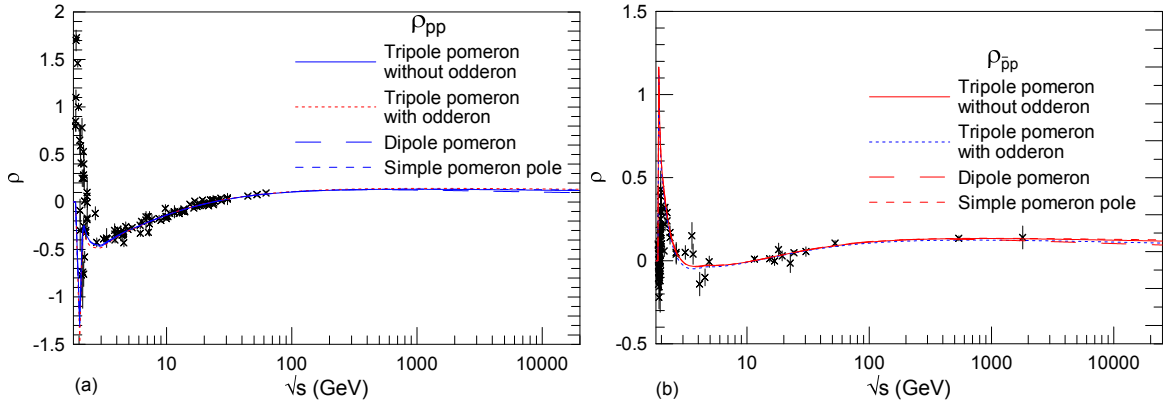 2
1.5
1
0.5
0
-0.5
-1
-1.5
ρ
ρpp
Tripole pomeron
without odderon
Tripole pomeron
with odderon
Dipole pomeron
Simple pomeron pole
10
100
1000
10000
(a)
√s (GeV)
1.5
1
0.5
0
-0.5
ρ
ρp̄p
Tripole pomeron
without odderon
Tripole pomeron
with odderon
Dipole pomeron
Simple pomeron pole
10
100
1000
10000
(b)
√s (GeV)